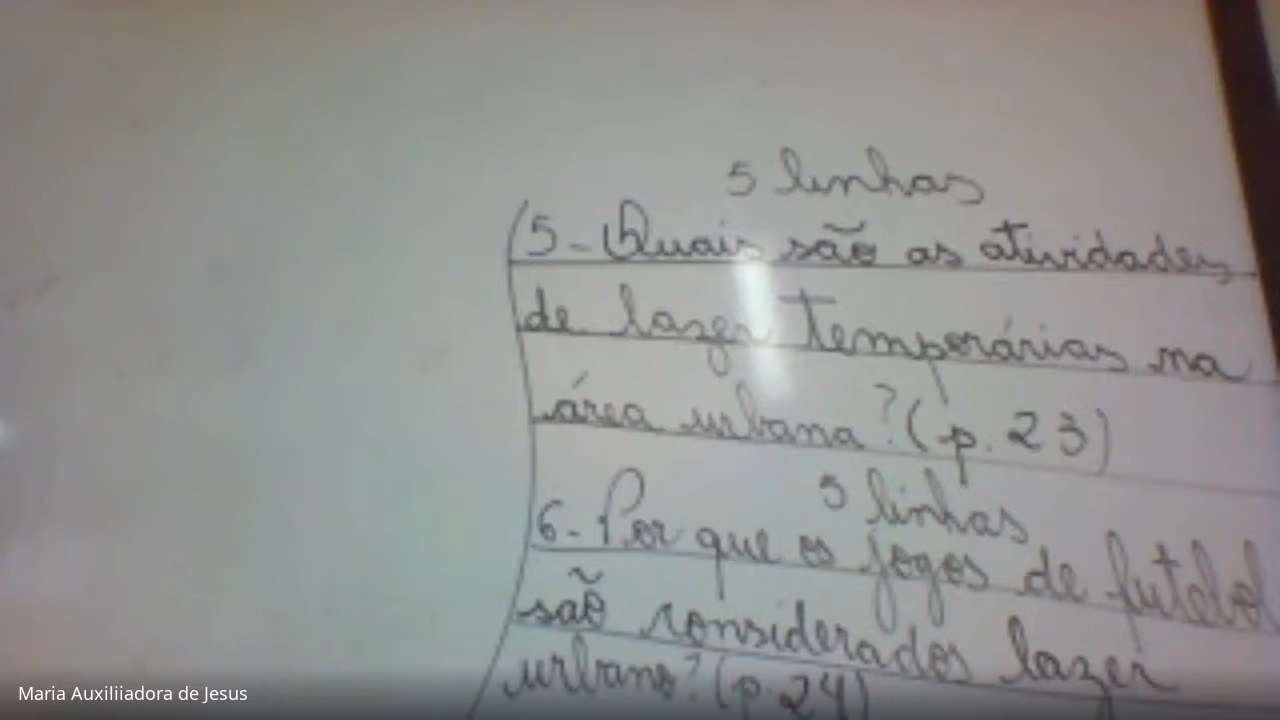 5 linhas
5- Quais são as atividades
de lazer temporárias na
área urbana? (p. 23)
5 linhas
6- Por que os jogos de futebol
são considerados lazer
urbano? (p. 24)
Maria Auxiliiadora de Jesus